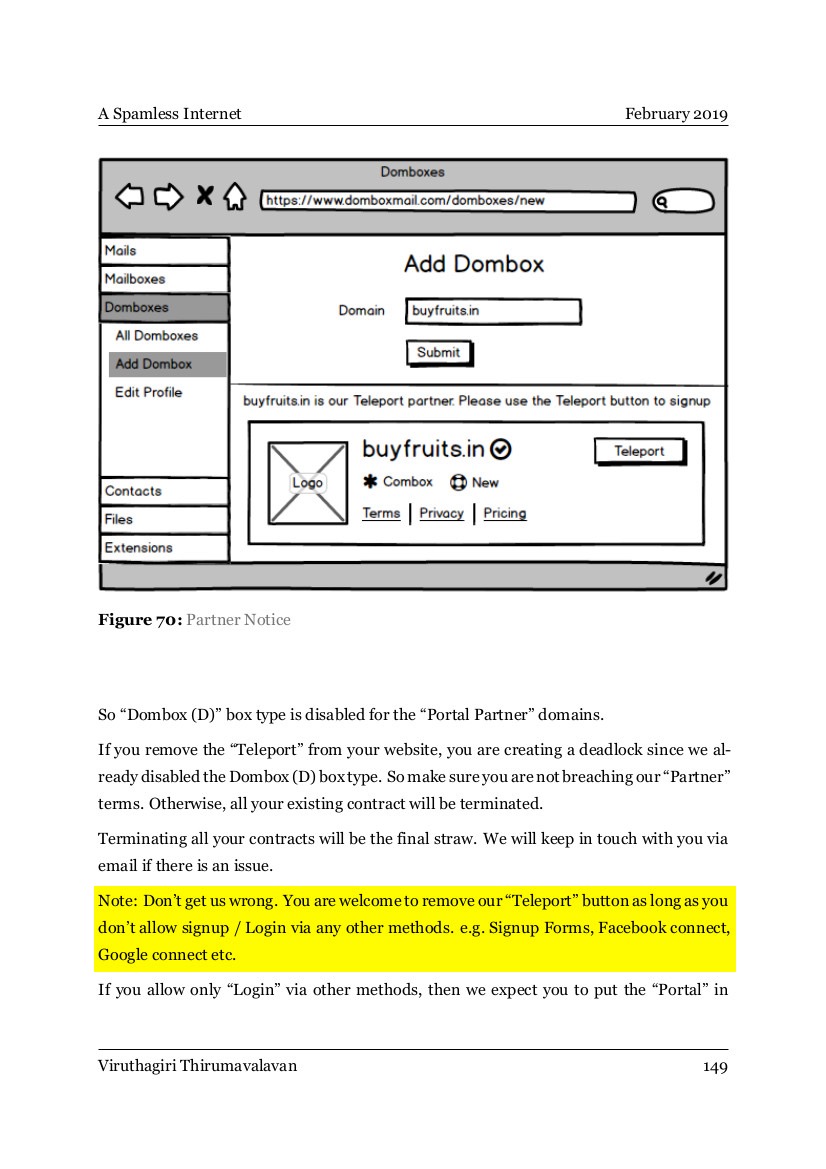 A Spamless Internet February 2019
Domboxes
https://www.domboxmail.com/domboxes/new
Mails
Mailboxes
Domboxes
All Domboxes
Add Dombox
Edit Profile
Contacts
Files
Extensions
Add Dombox
Domain buyfruits.in
Submit
buyfruits.in is our Teleport partner. Please use the Teleport button to signup
Logo
buyfruits.in
Teleport
Combox New
Terms Privacy Pricing
Figure 70: Partner Notice
So “Dombox (D)” box type is disabled for the “Portal Partner” domains.
If you remove the “Teleport” from your website, you are creating a deadlock since we al-
ready disabled the Dombox (D) box type. So make sure you are not breaching our “Partner”
terms. Otherwise, all your existing contract will be terminated.
Terminating all your contracts will be the final straw. We will keep in touch with you via
email if there is an issue.
Note: Don’t get us wrong. You are welcome to remove our “Teleport” button as long as you
don’t allow signup / Login via any other methods. e.g. Signup Forms, Facebook connect,
Google connect etc.
If you allow only “Login” via other methods, then we expect you to put the “Portal” in
Viruthagiri Thirumavalavan 149